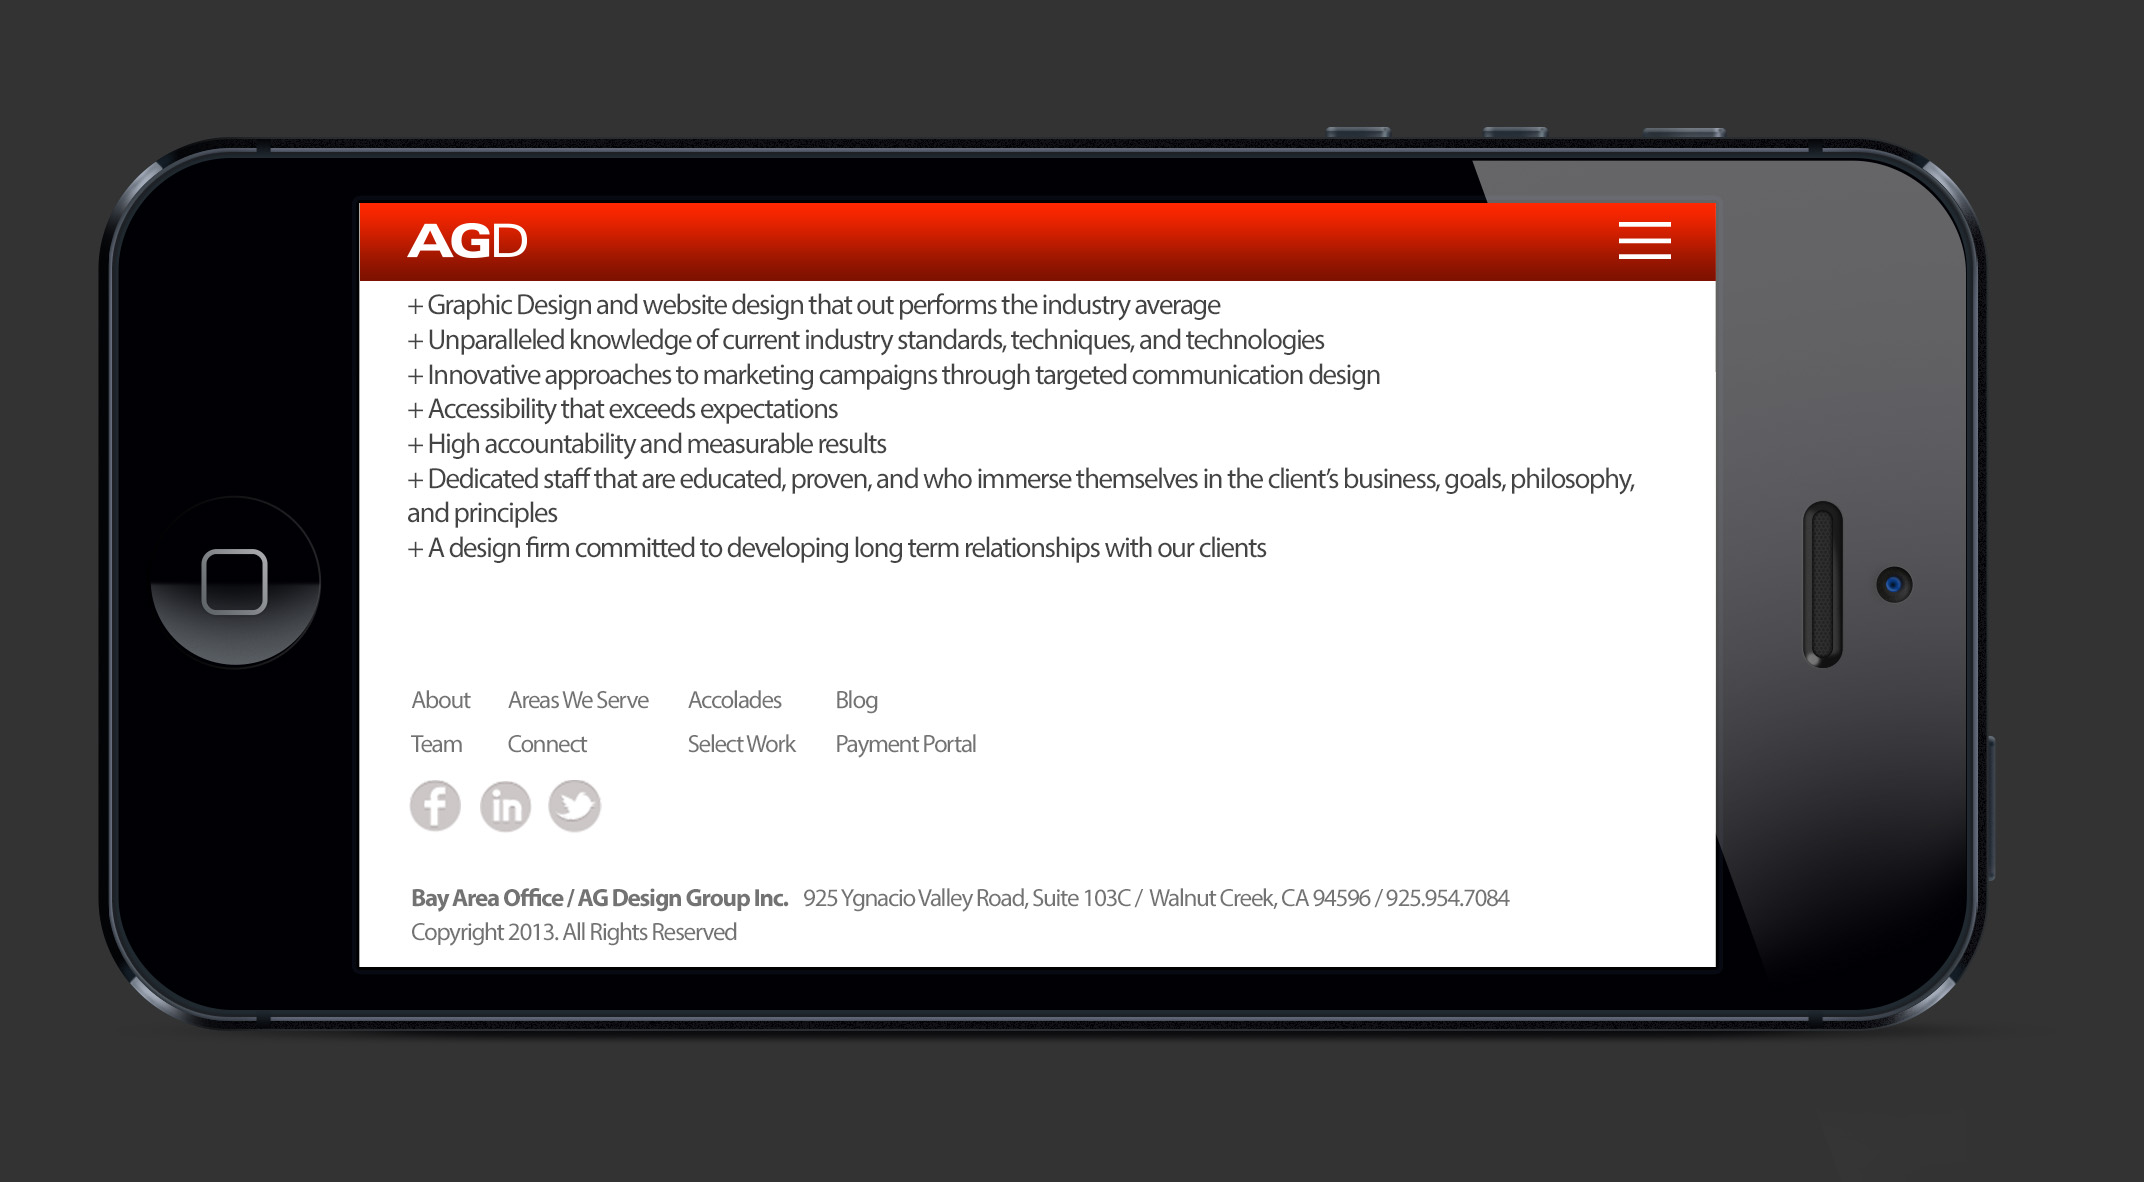 AGD
+ Graphic Design and website design that out performs the industry average
+ Unparalleled knowledge of current industry standards, techniques, and technologies
+ Innovative approaches to marketing campaigns through targeted communication design
+ Accessibility that exceeds expectations
+ High accountability and measurable results
+ Dedicated staff that are educated, proven, and who immerse themselves in the client's business, goals, philosophy,
and principles
+ A design firm committed to developing long term relationships with our clients
About Areas We Serve Accolades Blog
Team Connect Select Work Payment Portal
f in
Bay Area Office / AG Design Group Inc. 925 Ygnacio Valley Road, Suite 103C / Walnut Creek, CA 94596 / 925.954.7084
Copyright 2013. All Rights Reserved